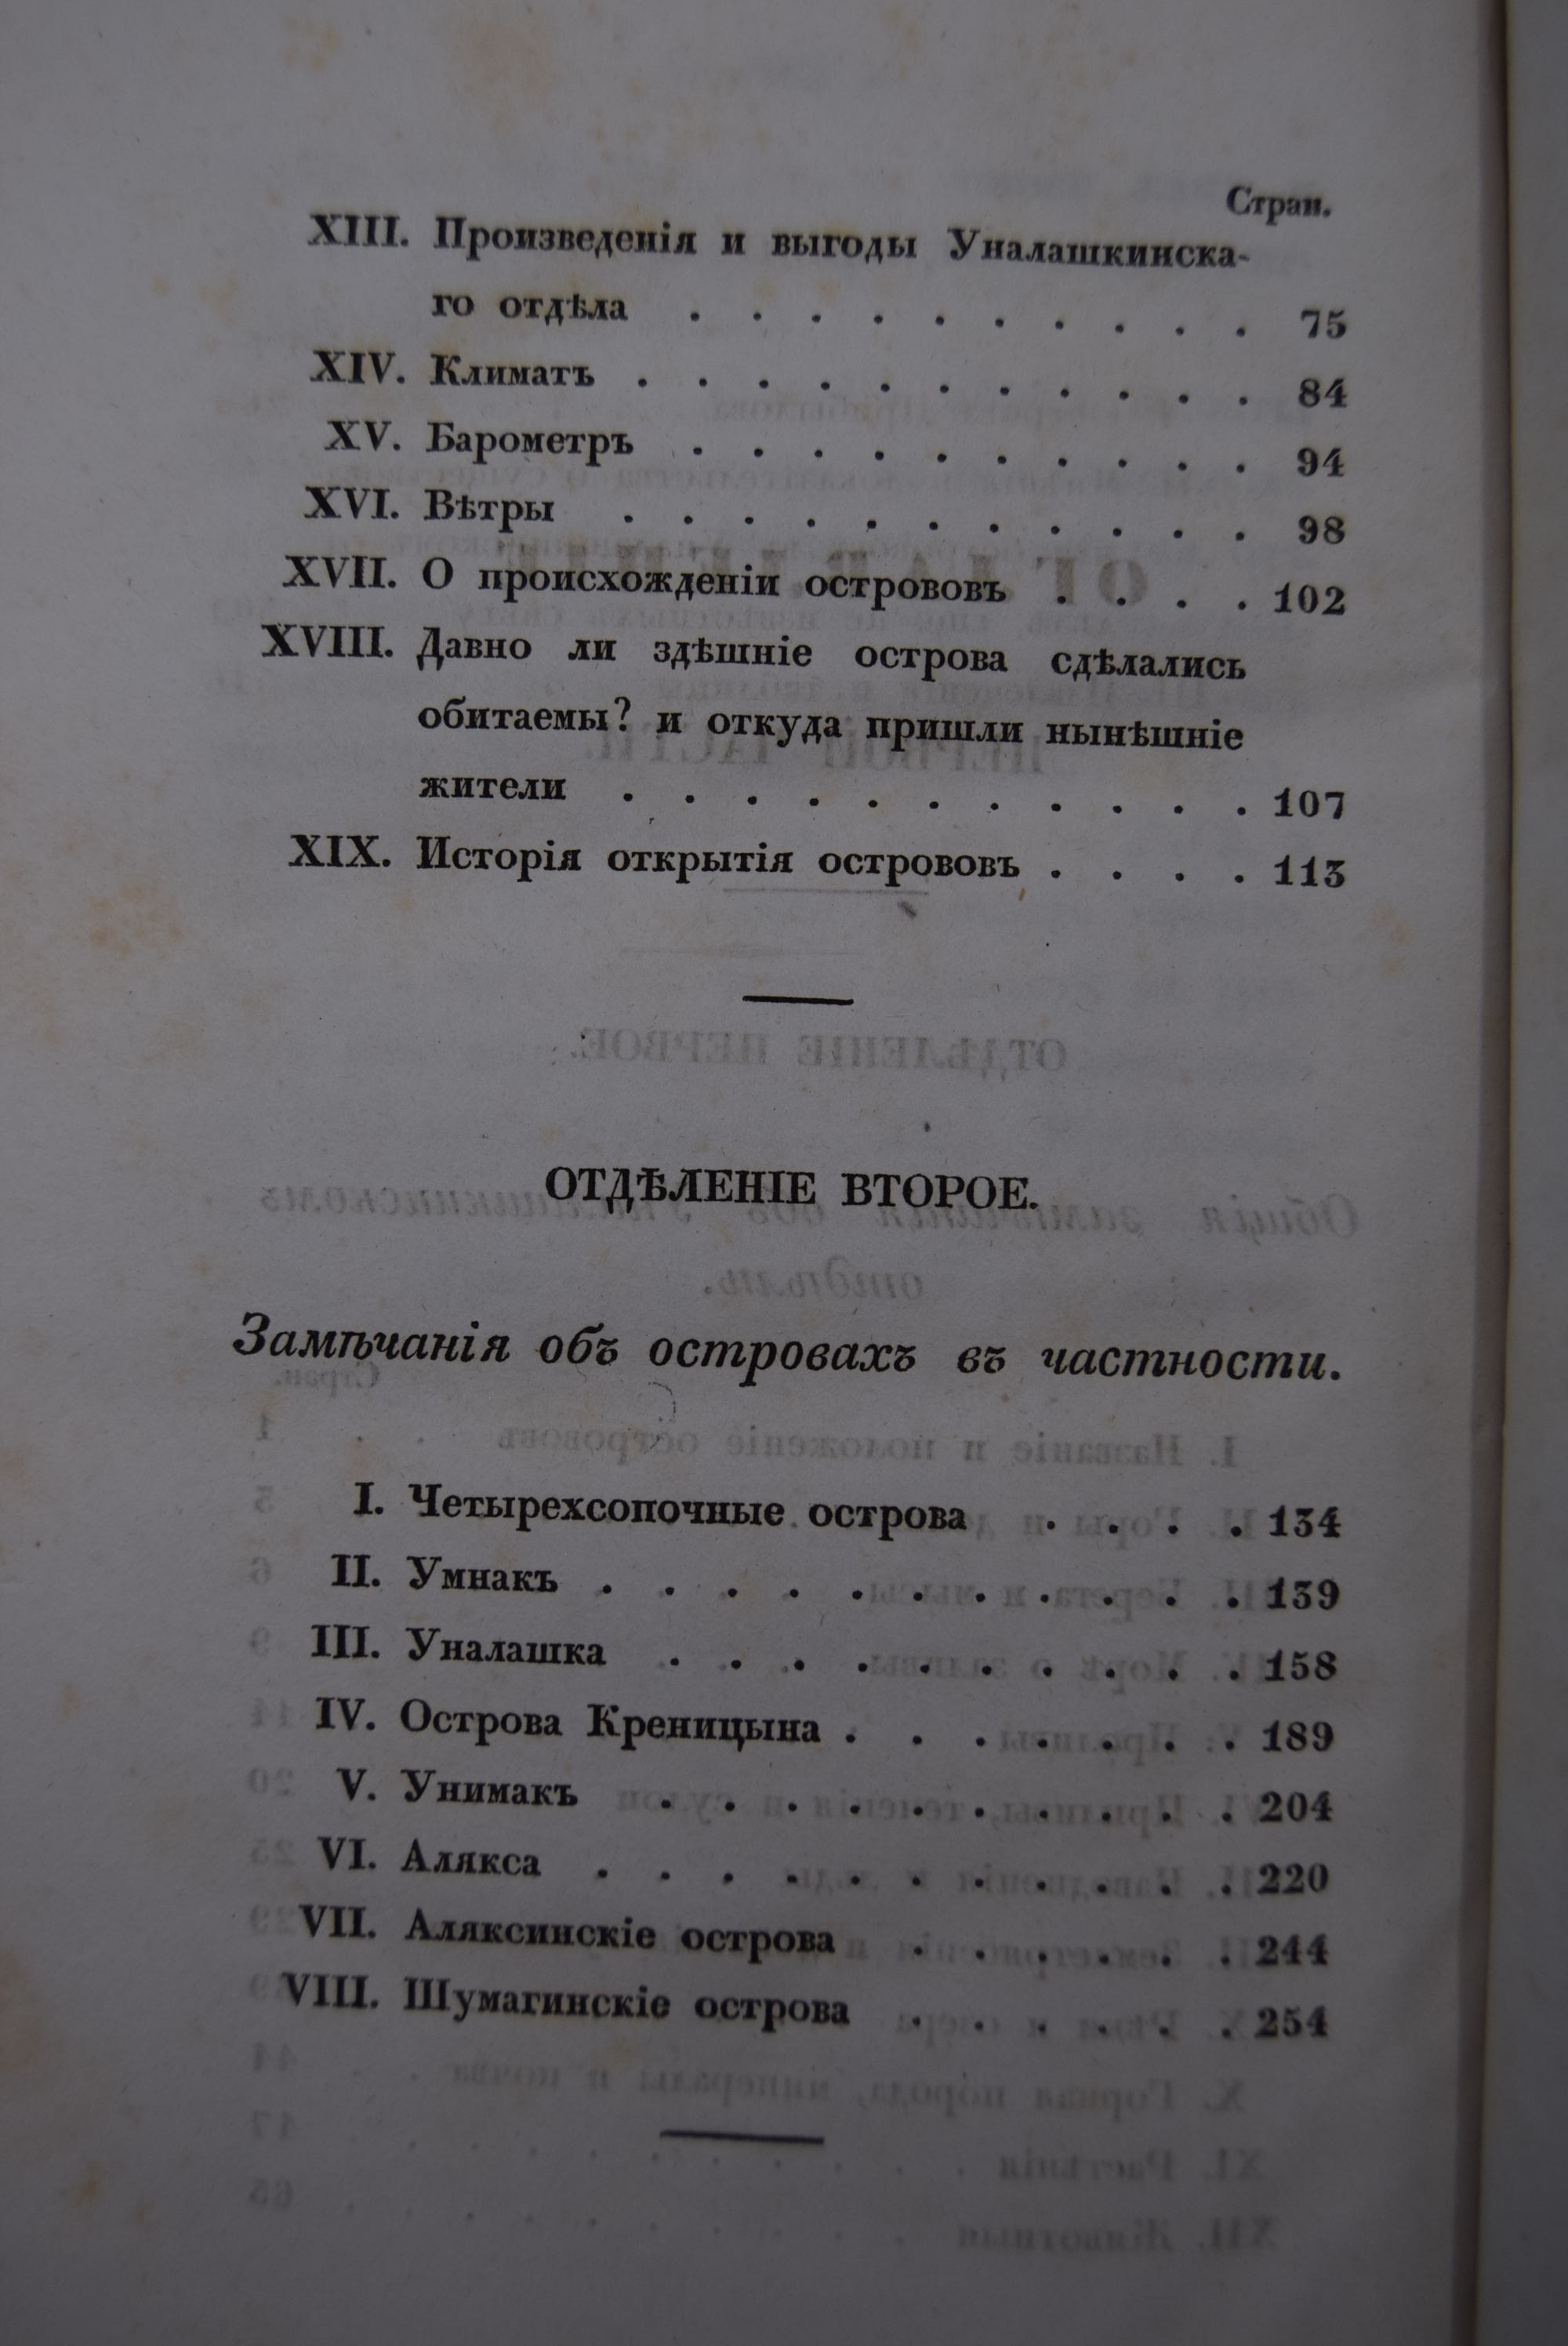 Стран.
XIII. Произведенія и выгоды Уналашкинска-
го отдѣла . . . . . . . . . . 75
XIV. Климатъ . . . . . . . . . . . 84
XV. Барометръ . . . . . . . . . . 94
XVI. Вѣтры . . . . . . . . . . . 98
XVII. О происхожденіи острововъ . . . . 102
XVIII. Давно ли здѣшніе острова сдѣлались
обитаемы? и откуда пришли нынѣшніе
жители . . . . . . . . . . . 107
XIX. Исторія открытія острововъ . . . . 113
ОТДѢЛЕНІЕ ВТОРОЕ.
Замѣчанія объ островахъ въ частности.
I. Четырехсопочные острова . . . . 134
II. Умнакъ . . . . . . . . . . . 139
III. Уналашка . . . . . . . . . . 158
IV. Острова Креницына . . . . . . . 189
V. Унимакъ . . . . . . . . . . 204
VI. Алякса . . . . . . . . . . . 220
VII. Аляксинскіе острова . . . . . . 244
VIII. Шумагинскіе острова . . . . . . 254